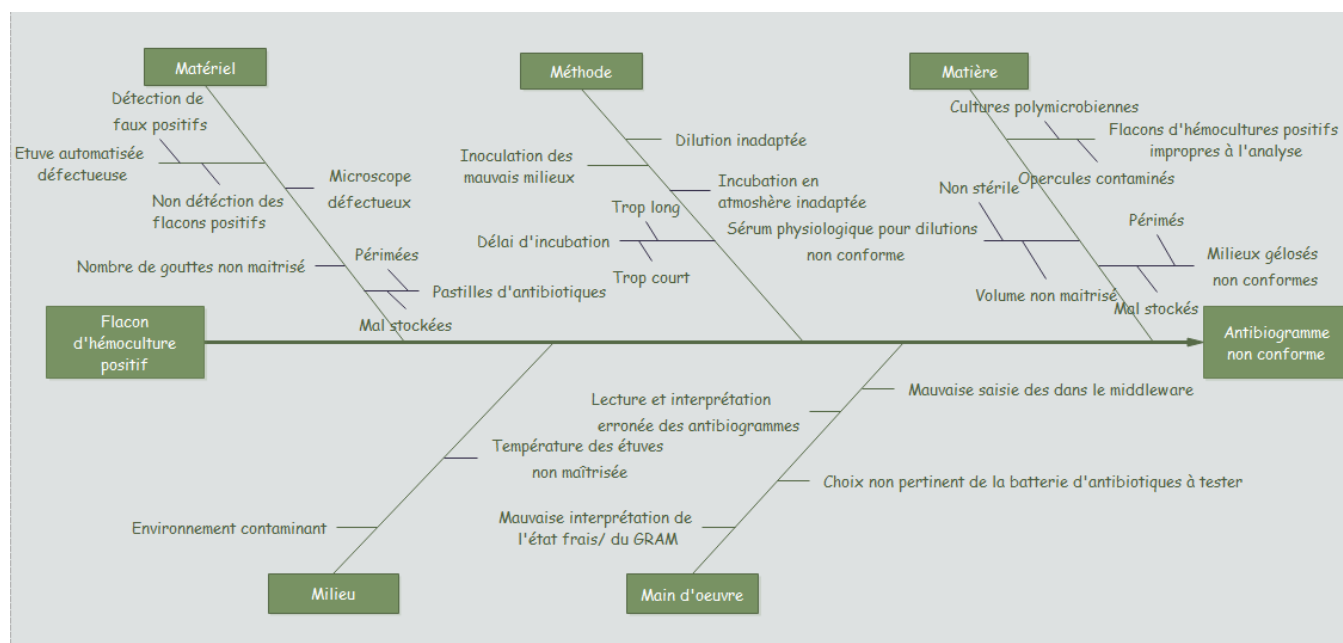 Matériel
Méthode
Matière
Détection de
faux positifs
Etuve automatisée
défectueuse
Non détéction des
flacons positifs
Microscope
défectueux
Nombre de gouttes non maitrisé
Périmées
Pastilles d'antibiotiques
Mal stockées
Dilution inadaptée
Inoculation des
mauvais milieux
Incubation en
atmoshère inadaptée
Trop long
Délai d'incubation
Trop court
Cultures polymicrobiennes
Flacons d'hémocultures positifs
impropres à l'analyse
Opercules contaminés
Non stérile
Sérum physiologique pour dilutions
non conforme
Volume non maitrisé
Périmés
Milieux gélosés
non conformes
Mal stockés
Flacon
d'hémoculture
positif
Antibiogramme
non conforme
Température des étuves
non maîtrisée
Environnement contaminant
Milieu
Mauvaise saisie des dans le middleware
Lecture et interprétation
erronée des antibiogrammes
Choix non pertinent de la batterie d'antibiotiques à tester
Mauvaise interprétation de
l'état frais/ du GRAM
Main d'oeuvre